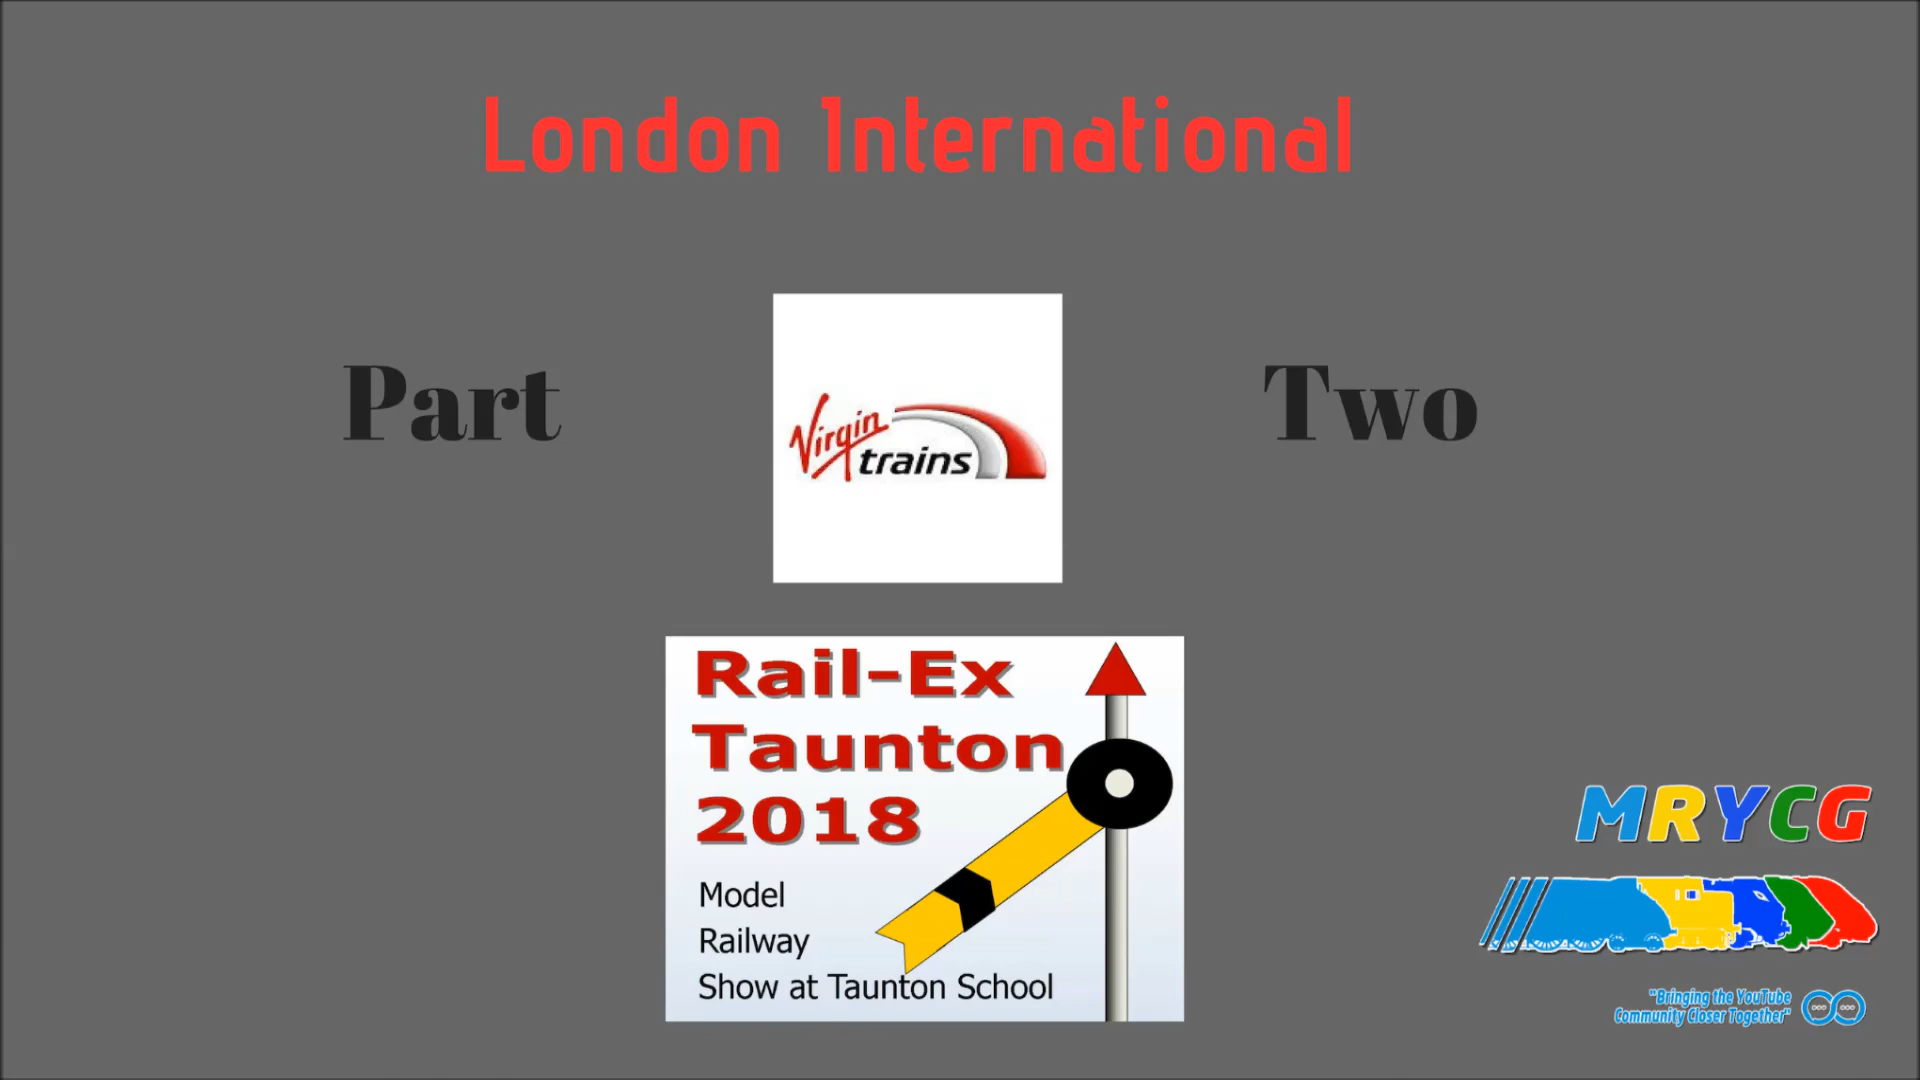 London International
Part
Two
Virgin
trains
Rail-Ex
Taunton
2018
Model
Railway
Show at Taunton School
MRYCG
"Bringing the YouTube
Community Closer Together"